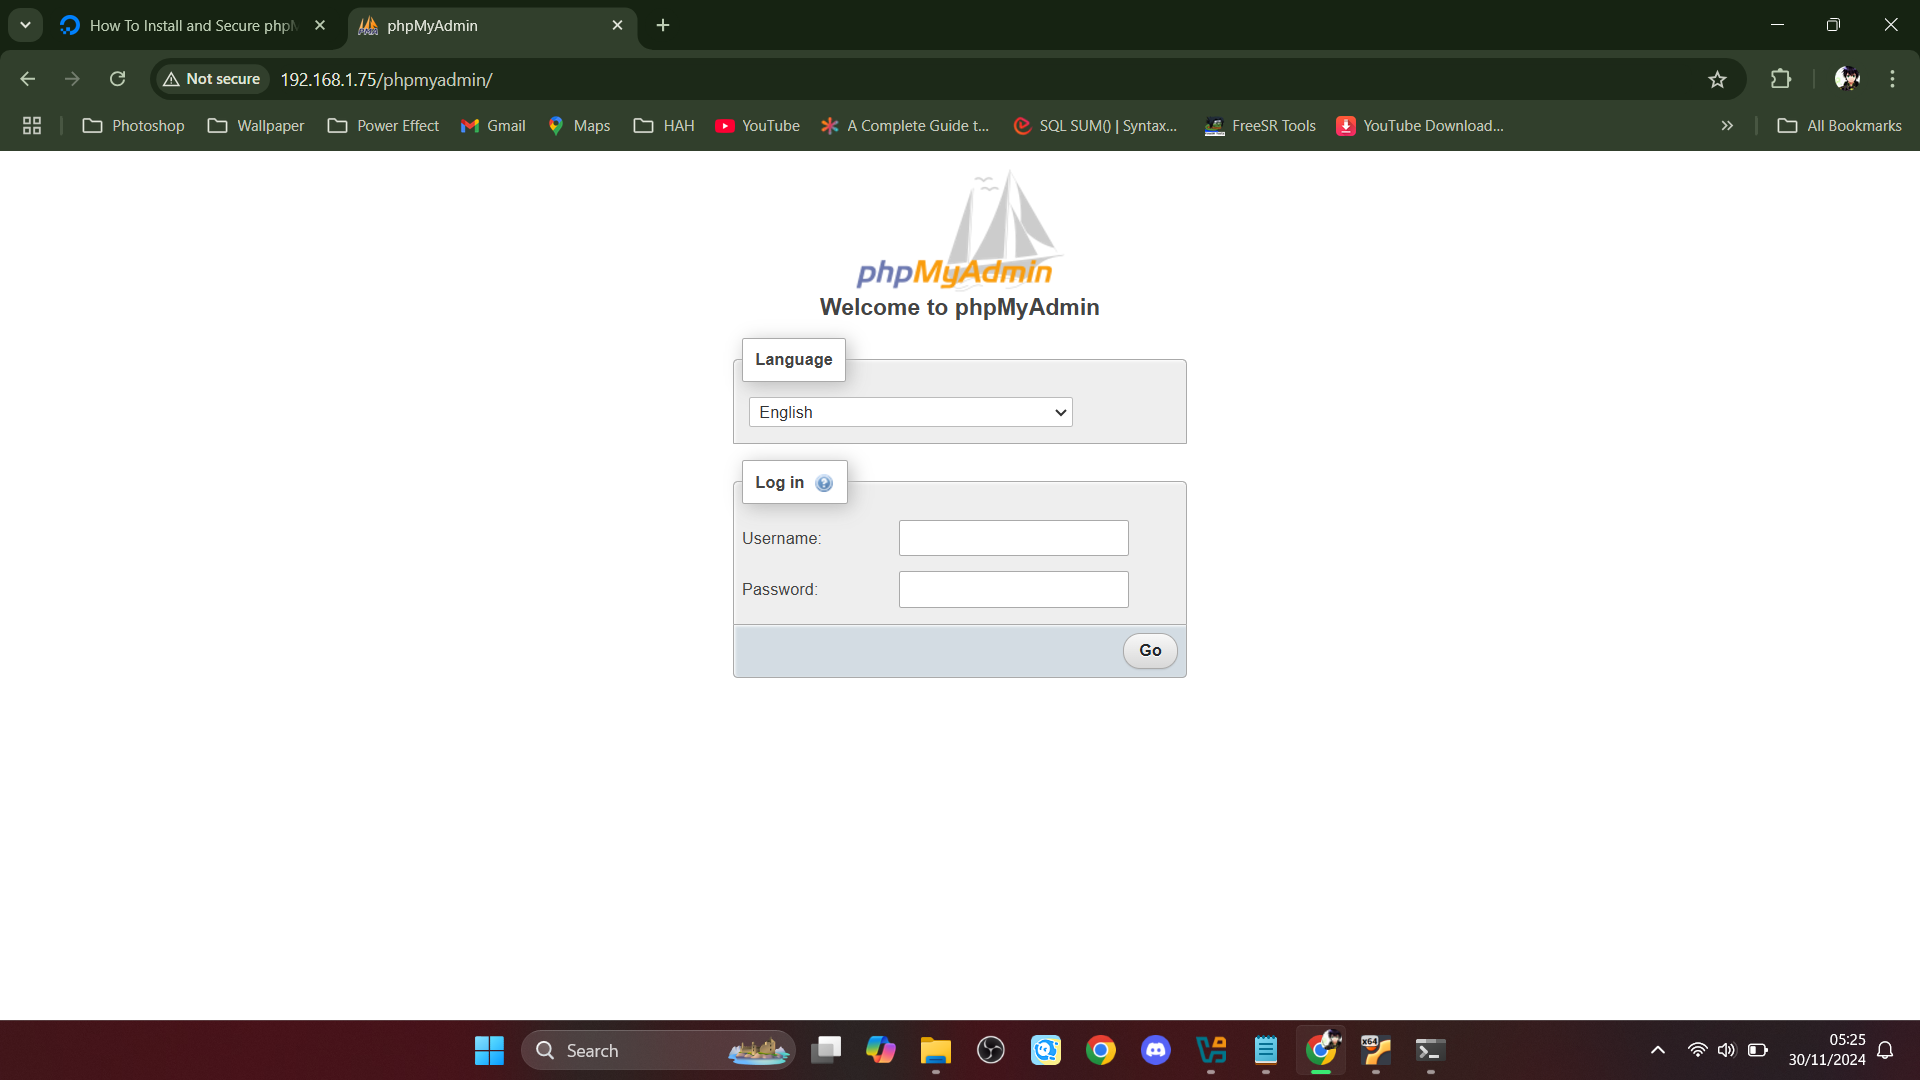 How To Install and Secure phpM
phpMyAdmin
Not secure
192.168.1.75/phpmyadmin/
Photoshop
Wallpaper
Power Effect
Gmail
Maps
HAH
YouTube
A Complete Guide t...
SQL SUM() | Syntax...
FreeSR Tools
YouTube Download...
All Bookmarks
phpMyAdmin
Welcome to phpMyAdmin
Language
English
Log in
Username:
Password:
Go
Search
x64
05:25
30/11/2024